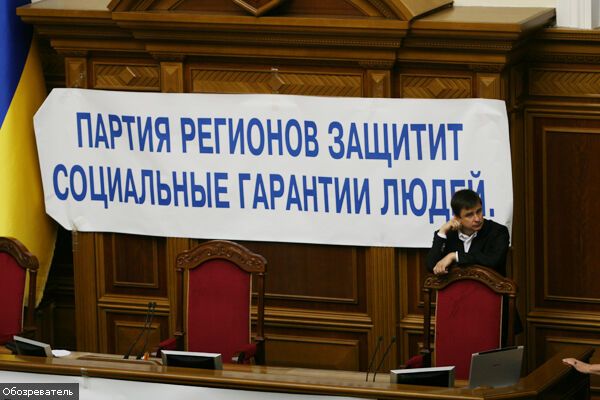 ПАРТИЯ РЕГИОНОВ ЗАЩИТИТ
СОЦИАЛЬНЫЕ ГАРАНТИИ ЛЮДЕЙ.
Обозреватель